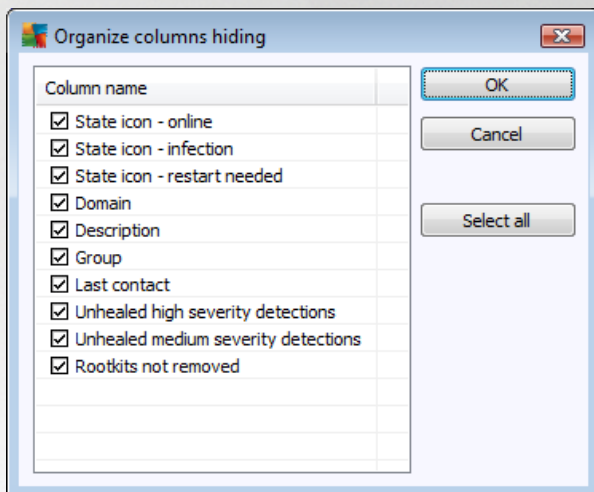 Organize columns hiding
Column name
State icon - online
State icon - infection
State icon - restart needed
Domain
Description
Group
Last contact
Unhealed high severity detections
Unhealed medium severity detections
Rootkits not removed
OK
Cancel
Select all